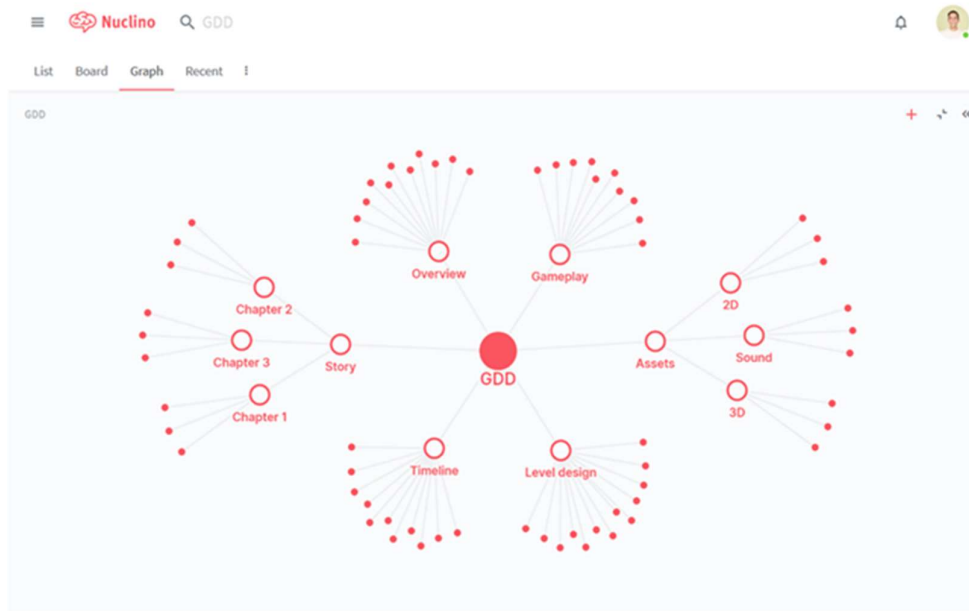 Nuclino
GDD
List Board Graph Recent
GDD
Overview
Gameplay
Chapter 2
2D
Chapter 3
Story
Assets
Sound
GDD
Chapter 1
3D
Timeline
Level design